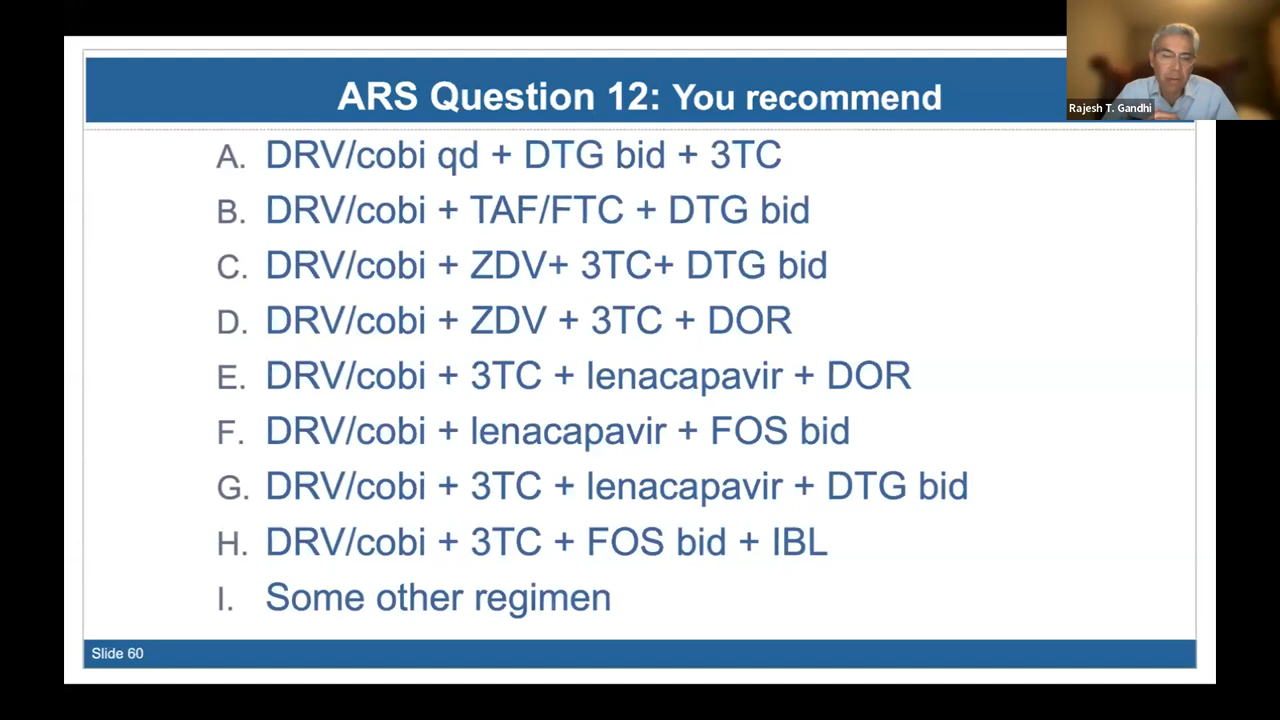 ARS Question 12: You recommend
Rajesh T. Gandhi
A. DRV/cobi qd + DTG bid + 3TC
B. DRV/cobi + TAF/FTC + DTG bid
C. DRV/cobi + ZDV+ 3TC+ DTG bid
D. DRV/cobi + ZDV + 3TC + DOR
E. DRV/cobi + 3TC + lenacapavir + DOR
F. DRV/cobi + lenacapavir + FOS bid
G. DRV/cobi + 3TC + lenacapavir + DTG bid
H. DRV/cobi + 3TC + FOS bid + IBL
I. Some other regimen
Slide 60